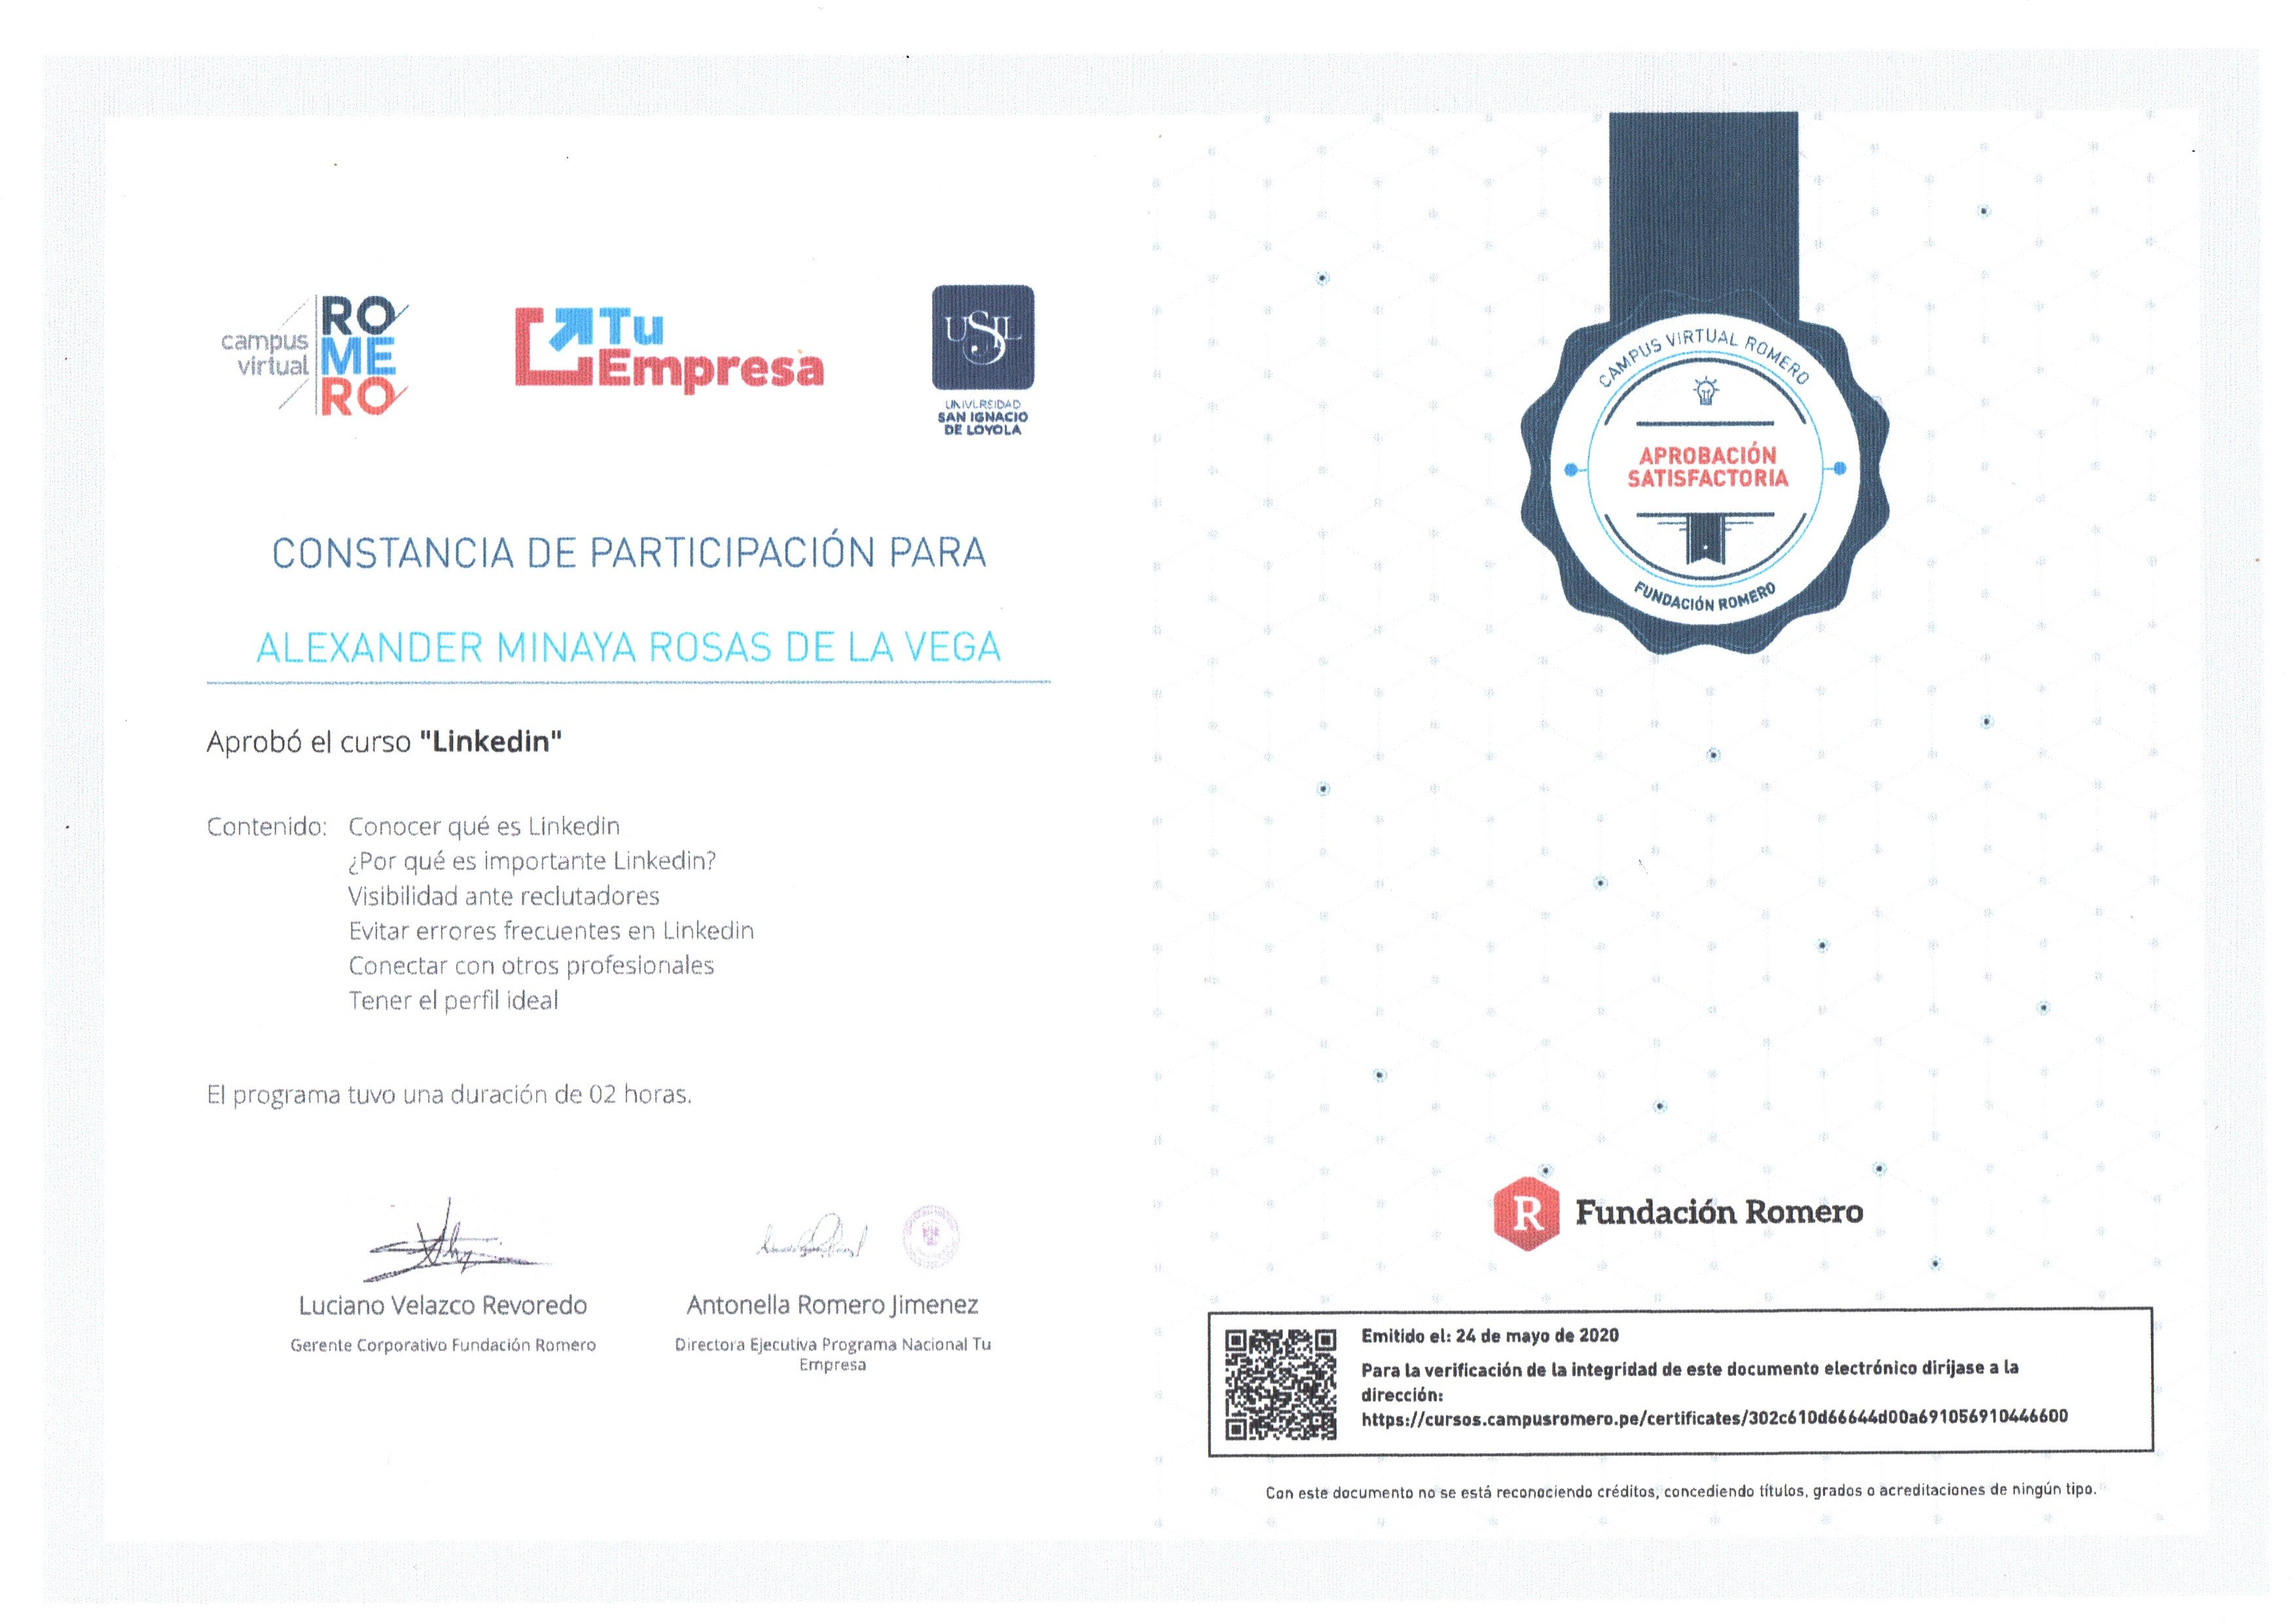 campus
virtual
RO
ME
RO
Tu
Empresa
USIL
UNIVERSIDAD
SAN IGNACIO
DE LOYOLA
CONSTANCIA DE PARTICIPACIÓN PARA
ALEXANDER MINAYA ROSAS DE LA VEGA
Aprobó el curso "Linkedin"
Contenido: Conocer qué es Linkedin
¿Por qué es importante Linkedin?
Visibilidad ante reclutadores
Evitar errores frecuentes en Linkedin
Conectar con otros profesionales
Tener el perfil ideal
El programa tuvo una duración de 02 horas.
Luciano Velazco Revoredo
Gerente Corporativo Fundación Romero
Antonella Romero Jimenez
Directora Ejecutiva Programa Nacional Tu
Empresa
CAMPUS VIRTUAL ROMERO
APROBACIÓN
SATISFACTORIA
FUNDACIÓN ROMERO
R Fundación Romero
Emitido el: 24 de mayo de 2020
Para la verificación de la integridad de este documento electrónico diríjase a la
dirección:
https://cursos.campusromero.pe/certificates/302c610d66644d00a691056910446600
Con este documento no se está reconociendo créditos, concediendo títulos, grados o acreditaciones de ningún tipo.